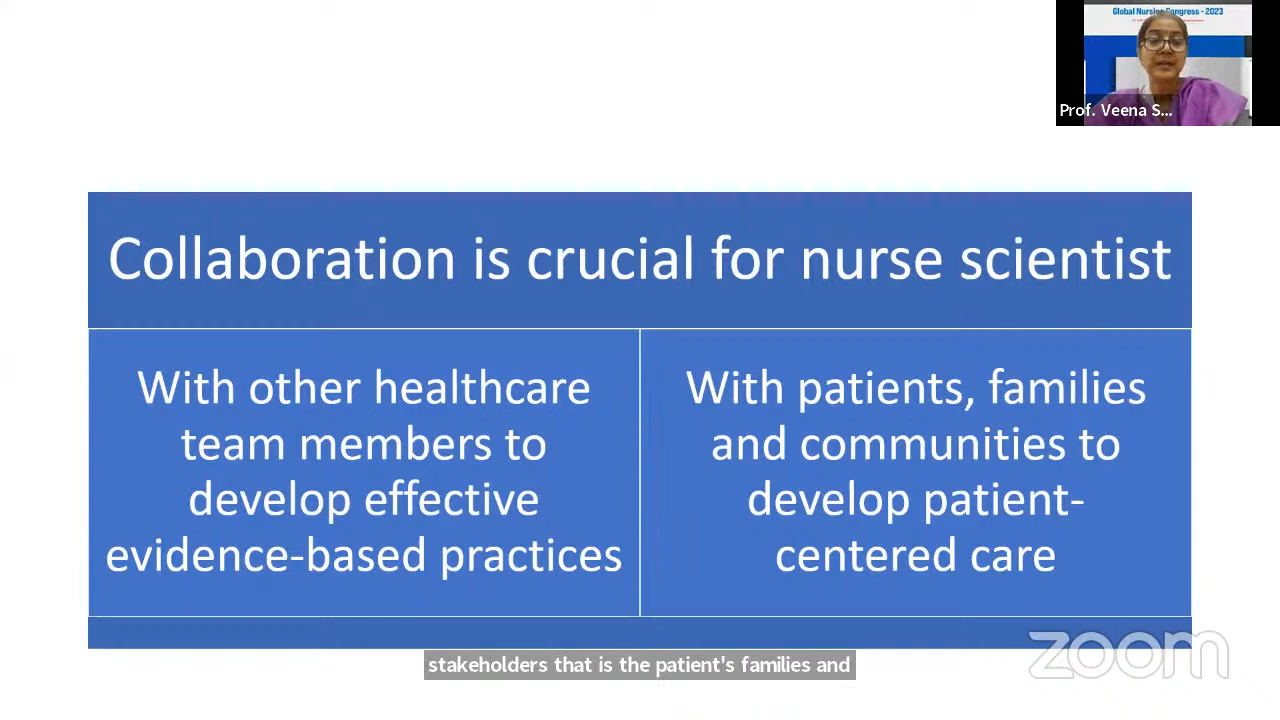 Global Nursing Congress - 2023
Prof. Veena S...
Collaboration is crucial for nurse scientist
With other healthcare
team members to
develop effective
evidence-based practices
With patients, families
and communities to
develop patient-
centered care
zoom
stakeholders that is the patient's families and